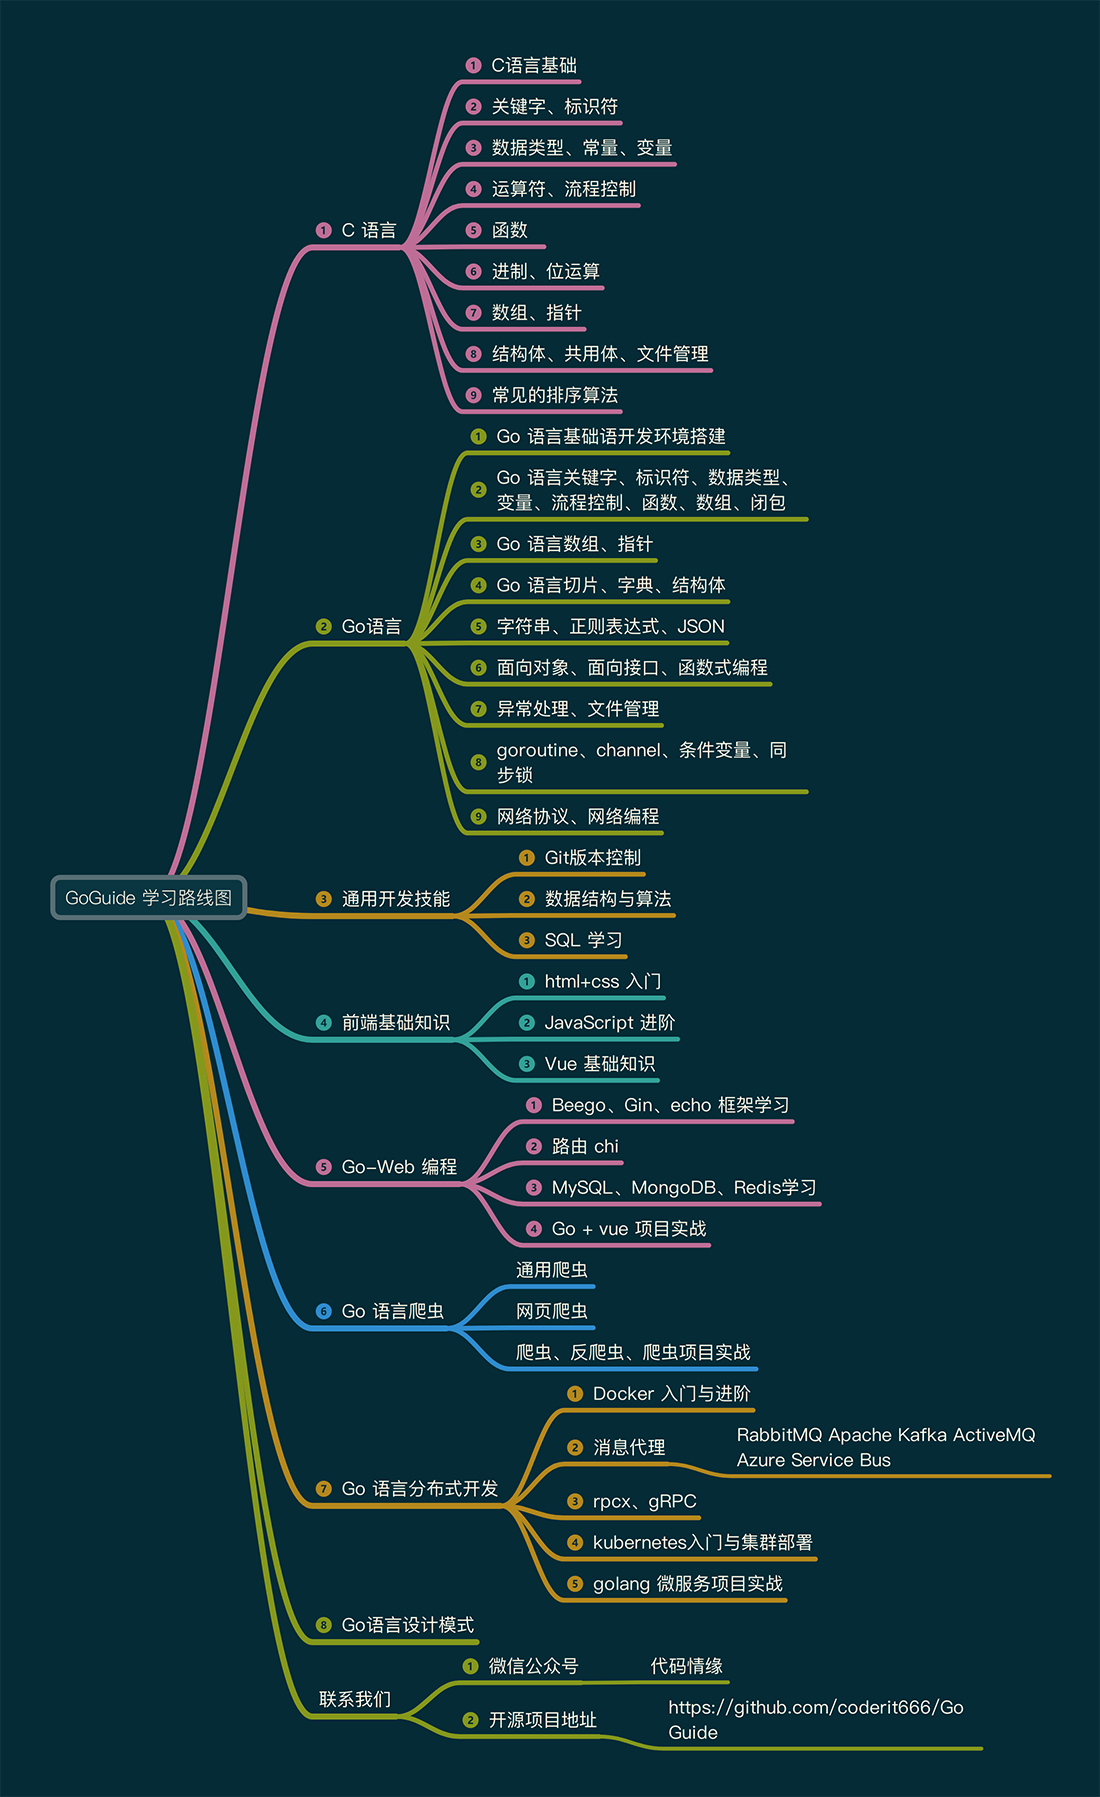 GoGuide 学习路线图
1 C 语言
1 C语言基础
2 关键字、标识符
3 数据类型、常量、变量
4 运算符、流程控制
5 函数
6 进制、位运算
7 数组、指针
8 结构体、共用体、文件管理
9 常见的排序算法
2 Go语言
1 Go 语言基础语开发环境搭建
2 Go 语言关键字、标识符、数据类型、
变量、流程控制、函数、数组、闭包
3 Go 语言数组、指针
4 Go 语言切片、字典、结构体
5 字符串、正则表达式、JSON
6 面向对象、面向接口、函数式编程
7 异常处理、文件管理
8 goroutine、channel、条件变量、同
步锁
9 网络协议、网络编程
3 通用开发技能
1 Git版本控制
2 数据结构与算法
3 SQL 学习
4 前端基础知识
1 html+css 入门
2 JavaScript 进阶
3 Vue 基础知识
5 Go-Web 编程
1 Beego、Gin、echo 框架学习
2 路由 chi
3 MySQL、MongoDB、Redis学习
4 Go + vue 项目实战
6 Go 语言爬虫
通用爬虫
网页爬虫
爬虫、反爬虫、爬虫项目实战
7 Go 语言分布式开发
1 Docker 入门与进阶
2 消息代理
RabbitMQ Apache Kafka ActiveMQ
Azure Service Bus
3 rpcx、gRPC
4 kubernetes入门与集群部署
5 golang 微服务项目实战
8 Go语言设计模式
联系我们
1 微信公众号
代码情缘
2 开源项目地址
https://github.com/coderit666/Go
Guide